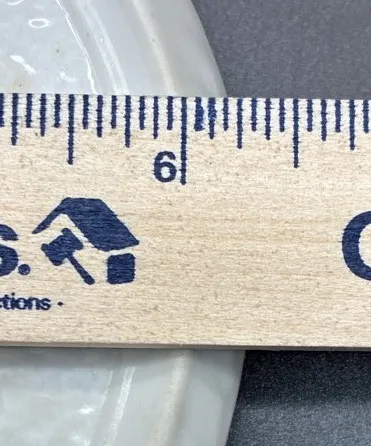 6
s.
ctions .